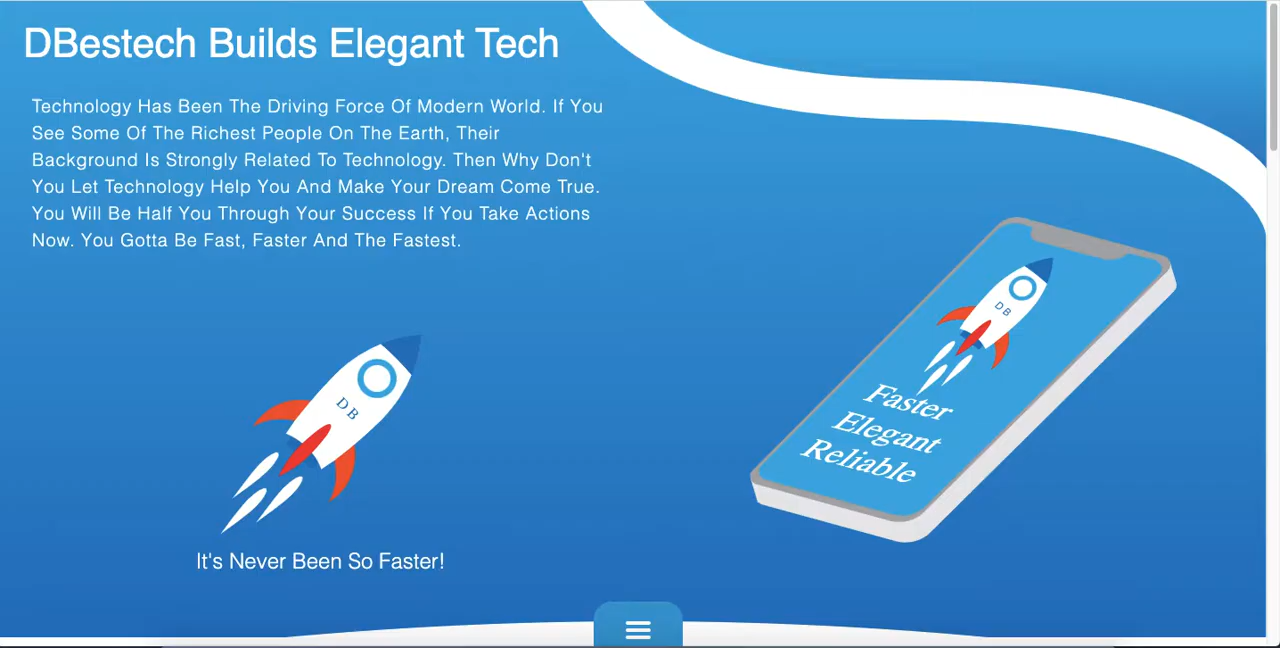 DBestech Builds Elegant Tech
Technology Has Been The Driving Force Of Modern World. If You
See Some Of The Richest People On The Earth, Their
Background Is Strongly Related To Technology. Then Why Don't
You Let Technology Help You And Make Your Dream Come True.
You Will Be Half You Through Your Success If You Take Actions
Now. You Gotta Be Fast, Faster And The Fastest.
DB
DB
Faster
Elegant
Reliable
It's Never Been So Faster!